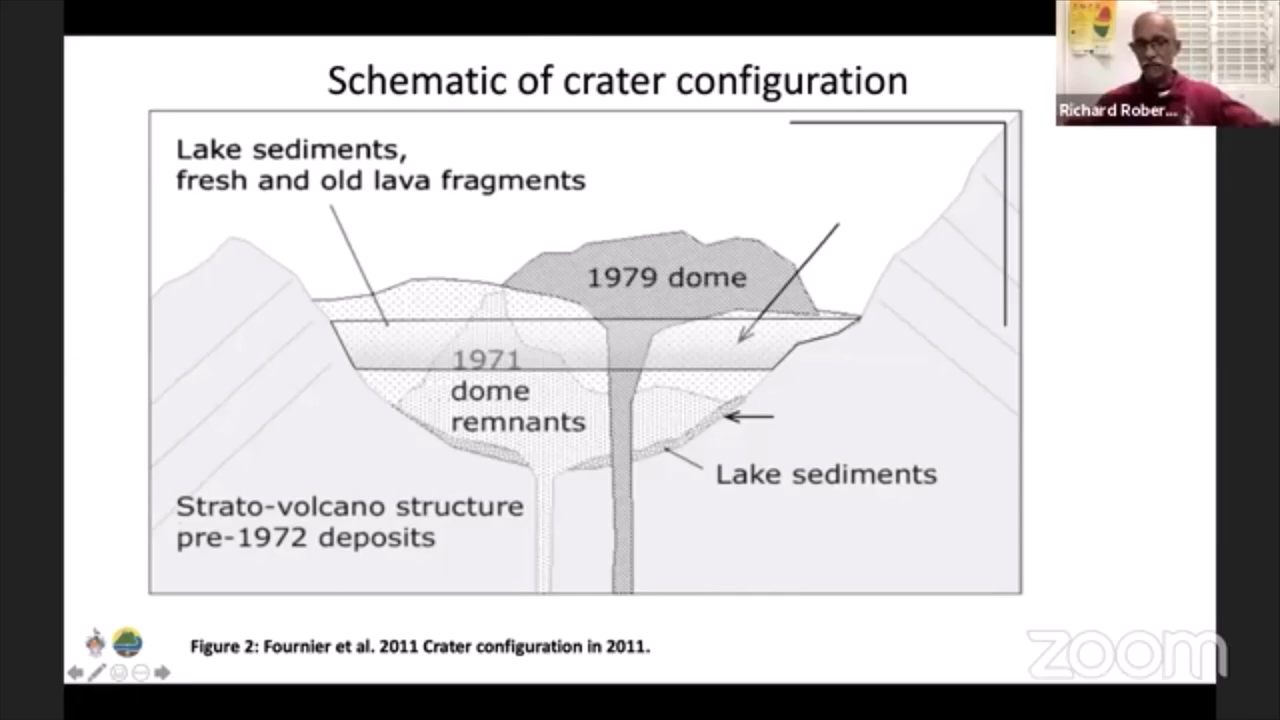 Schematic of crater configuration
Richard Rober...
Lake sediments,
fresh and old lava fragments
1979 dome
1971
dome
remnants
Lake sediments
Strato-volcano structure
pre-1972 deposits
Figure 2: Fournier et al. 2011 Crater configuration in 2011.
zoom